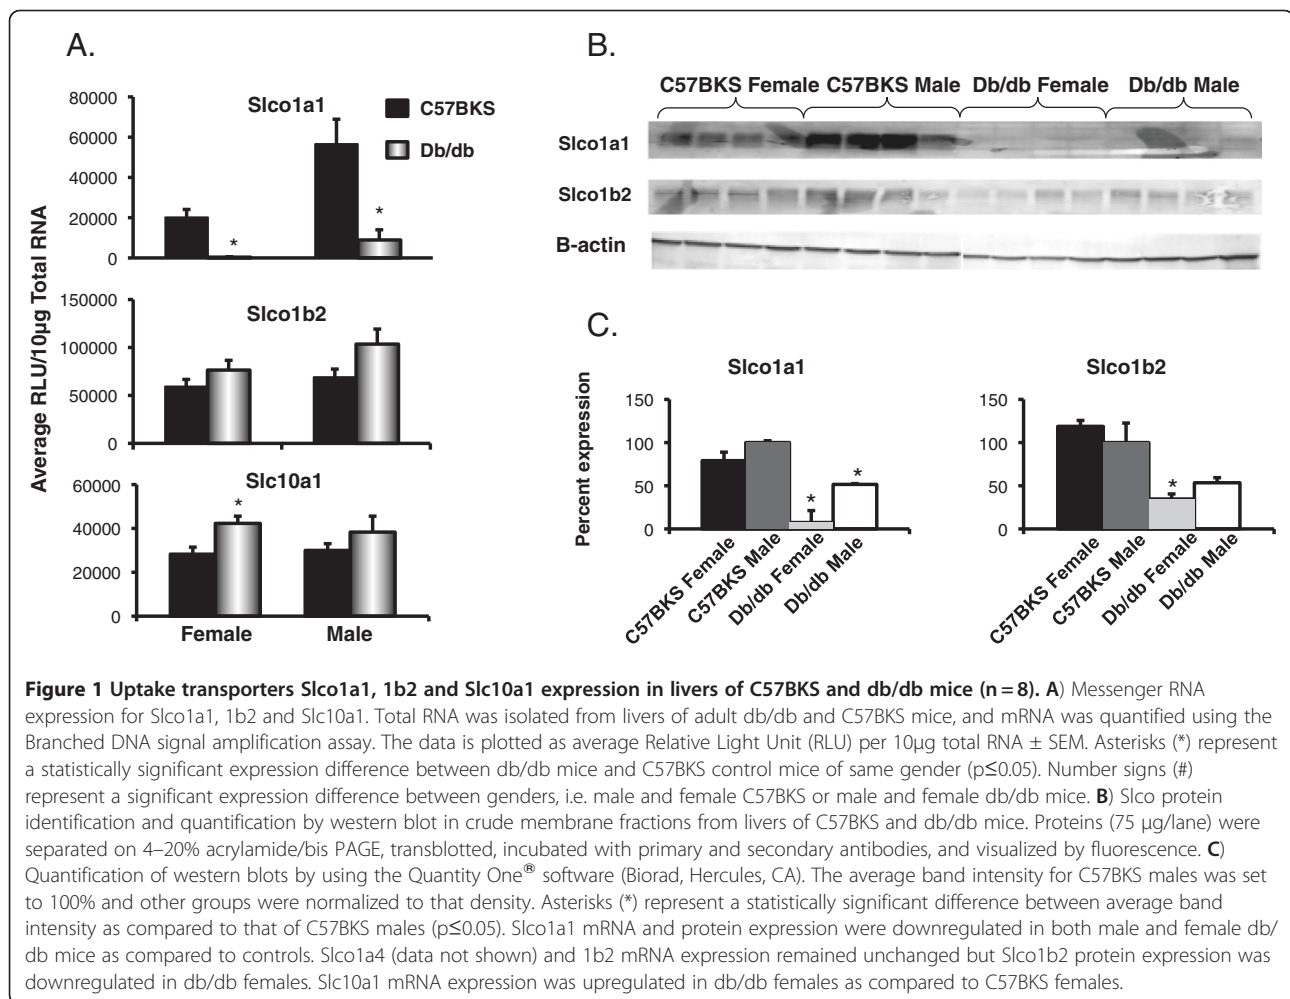 A.
Slco1a1
C57BKS
Db/db
80000
60000
40000
20000
0
*
*
Average RLU/10µg Total RNA
Slco1b2
150000
100000
50000
0
Slc10a1
60000
40000
20000
0
*
Female Male
B.
C57BKS Female C57BKS Male Db/db Female Db/db Male
Slco1a1
Slco1b2
B-actin
C.
Slco1a1
Percent expression
150
100
50
0
*
*
C57BKS Female
C57BKS Male
Db/db Female
Db/db Male
Slco1b2
150
100
50
0
*
C57BKS Female
C57BKS Male
Db/db Female
Db/db Male
Figure 1 Uptake transporters Slco1a1, 1b2 and Slc10a1 expression in livers of C57BKS and db/db mice (n = 8). A) Messenger RNA
expression for Slco1a1, 1b2 and Slc10a1. Total RNA was isolated from livers of adult db/db and C57BKS mice, and mRNA was quantified using the
Branched DNA signal amplification assay. The data is plotted as average Relative Light Unit (RLU) per 10µg total RNA ± SEM. Asterisks (*) represent
a statistically significant expression difference between db/db mice and C57BKS control mice of same gender (p≤0.05). Number signs (#)
represent a significant expression difference between genders, i.e. male and female C57BKS or male and female db/db mice. B) Slco protein
identification and quantification by western blot in crude membrane fractions from livers of C57BKS and db/db mice. Proteins (75 µg/lane) were
separated on 4–20% acrylamide/bis PAGE, transblotted, incubated with primary and secondary antibodies, and visualized by fluorescence. C)
Quantification of western blots by using the Quantity One® software (Biorad, Hercules, CA). The average band intensity for C57BKS males was set
to 100% and other groups were normalized to that density. Asterisks (*) represent a statistically significant difference between average band
intensity as compared to that of C57BKS males (p≤0.05). Slco1a1 mRNA and protein expression were downregulated in both male and female db/
db mice as compared to controls. Slco1a4 (data not shown) and 1b2 mRNA expression remained unchanged but Slco1b2 protein expression was
downregulated in db/db females. Slc10a1 mRNA expression was upregulated in db/db females as compared to C57BKS females.